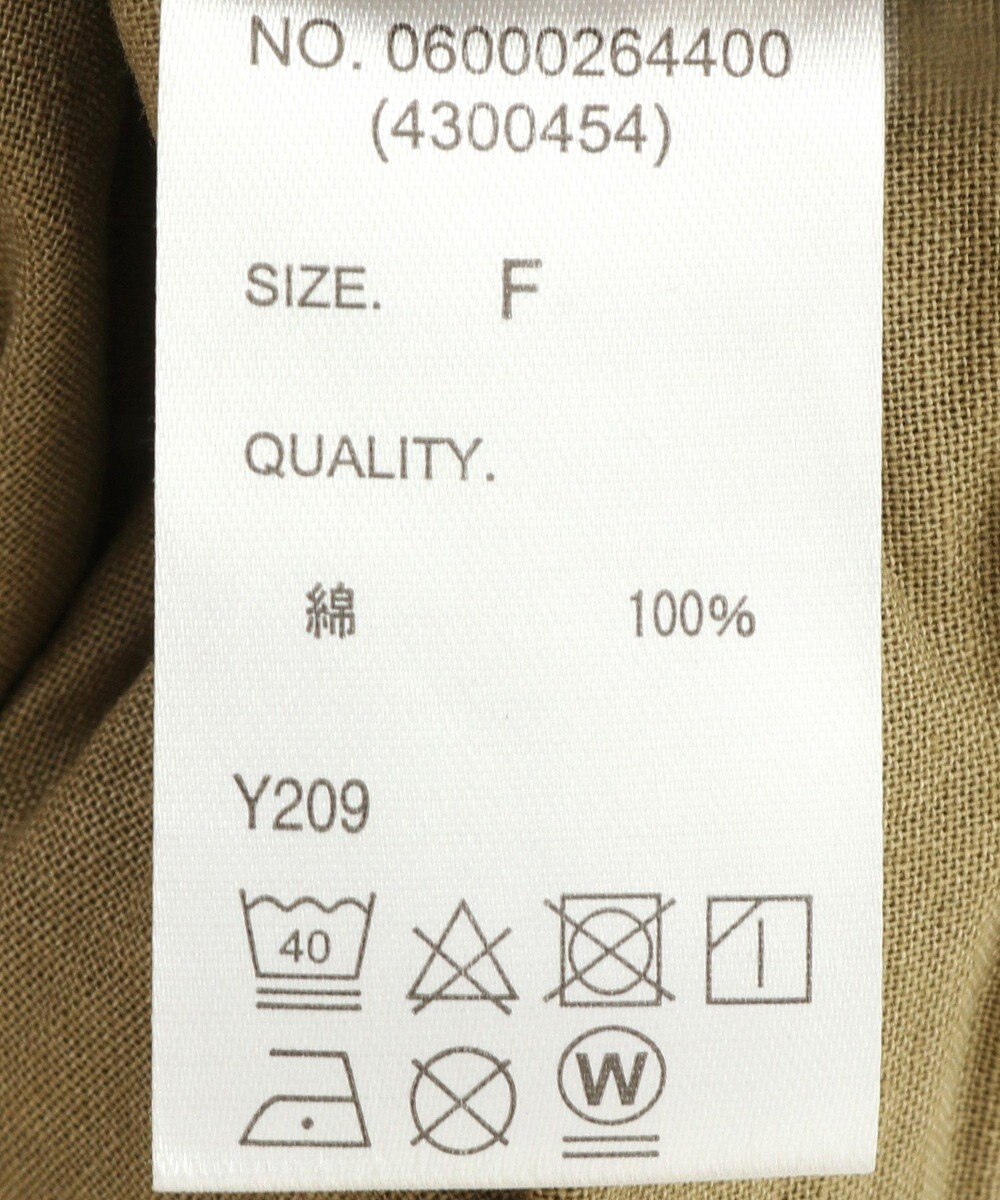 NO. 06000264400
(4300454)
SIZE. F
QUALITY.
綿 100%
Y209
40
W